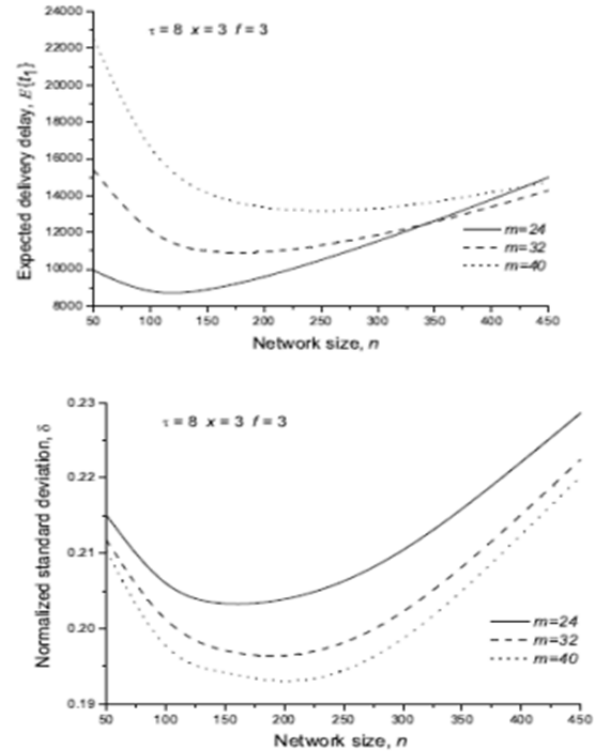 24000
22000
20000
18000
16000
14000
12000
10000
8000
Expected delivery delay, E{t₁}
τ = 8 x = 3 f = 3
m=24
m=32
m=40
50 100 150 200 250 300 350 400 450
Network size, n
0.23
0.22
0.21
0.20
0.19
Normalized standard deviation, δ
τ = 8 x = 3 f = 3
m=24
m=32
m=40
50 100 150 200 250 300 350 400 450
Network size, n